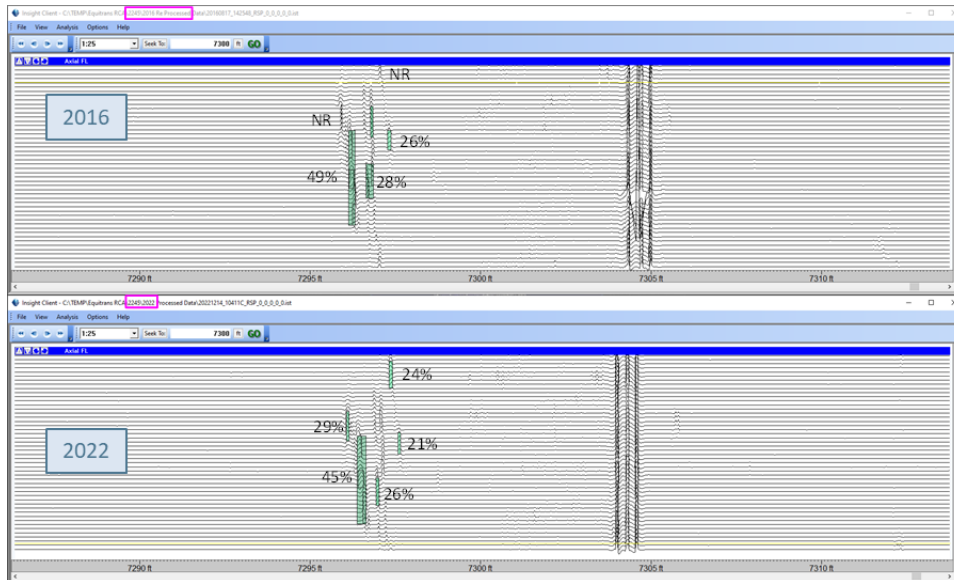 Insight Client - C:\TEMP\Equitrans RCA\2245\2016 Re-Processed Data\20160817_142546_RSP_0_0_0_0_0.ist
File View Analysis Options Help
1:25 Seek To: 7300 ft GO
Axial FL
NR
2016
NR
26%
49%
28%
7290 ft 7295 ft 7300 ft 7305 ft 7310 ft
Insight Client - C:\TEMP\Equitrans RCA\2245\2022 Processed Data\20221214_10411C_RSP_0_0_0_0_0.ist
File View Analysis Options Help
1:25 Seek To: 7300 ft GO
Axial FL
24%
29%
21%
2022
45%
26%
7290 ft 7295 ft 7300 ft 7305 ft 7310 ft